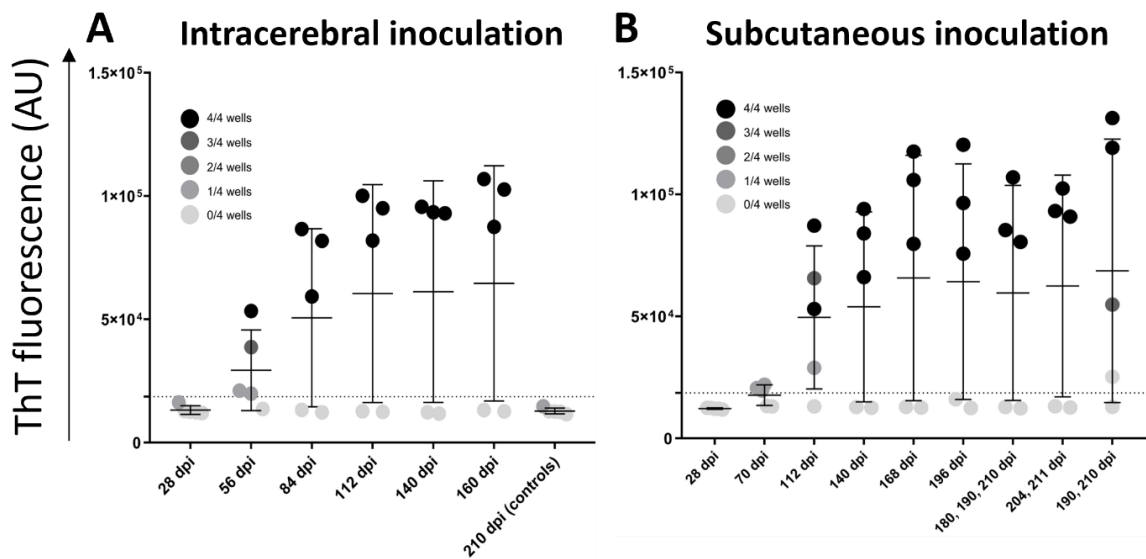 A Intracerebral inoculation
ThT fluorescence (AU)
1.5×10⁵
1×10⁵
5×10⁴
0
4/4 wells
3/4 wells
2/4 wells
1/4 wells
0/4 wells
28 dpi
56 dpi
84 dpi
112 dpi
140 dpi
160 dpi
210 dpi (controls)
B Subcutaneous inoculation
1.5×10⁵
1×10⁵
5×10⁴
0
4/4 wells
3/4 wells
2/4 wells
1/4 wells
0/4 wells
28 dpi
70 dpi
112 dpi
140 dpi
168 dpi
196 dpi
180, 190, 210 dpi
204, 211 dpi
190, 210 dpi